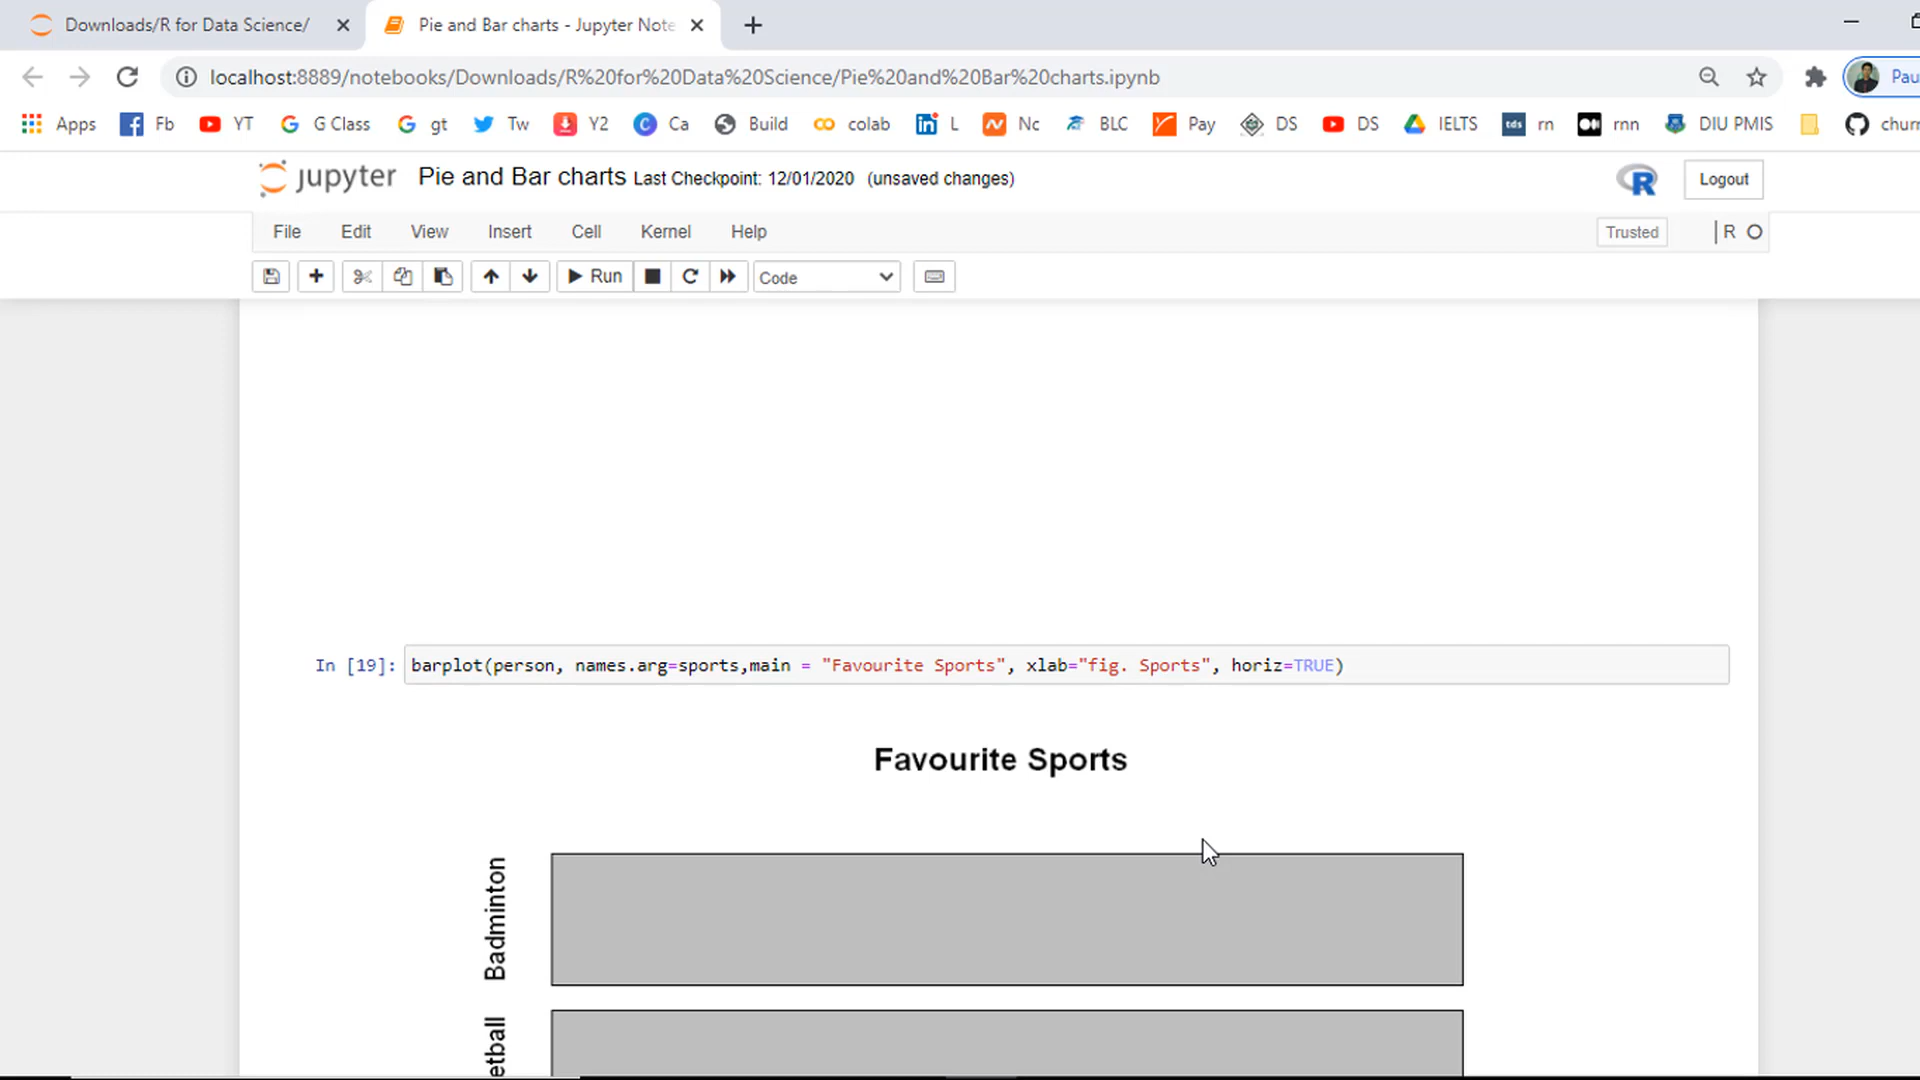 Downloads/R for Data Science/
Pie and Bar charts - Jupyter Note
localhost:8889/notebooks/Downloads/R%20for%20Data%20Science/Pie%20and%20Bar%20charts.ipynb
Pau
Apps Fb YT G Class gt Tw Y2 Ca Build colab L Nc BLC Pay DS DS IELTS rn rnn DIU PMIS churn
jupyter Pie and Bar charts Last Checkpoint: 12/01/2020 (unsaved changes)
R Logout
File Edit View Insert Cell Kernel Help
Trusted
R
Run Code
In [19]: barplot(person, names.arg=sports,main = "Favourite Sports", xlab="fig. Sports", horiz=TRUE)
Favourite Sports
Badminton
etball